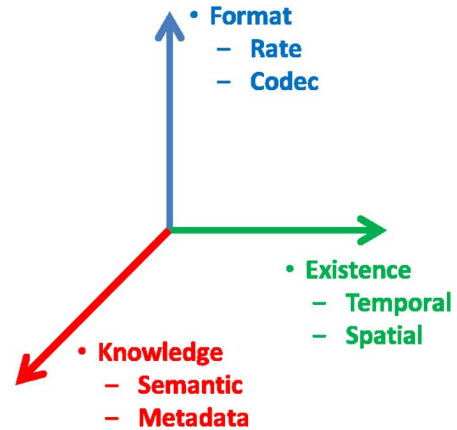 • Format
– Rate
– Codec
• Existence
– Temporal
– Spatial
• Knowledge
– Semantic
– Metadata